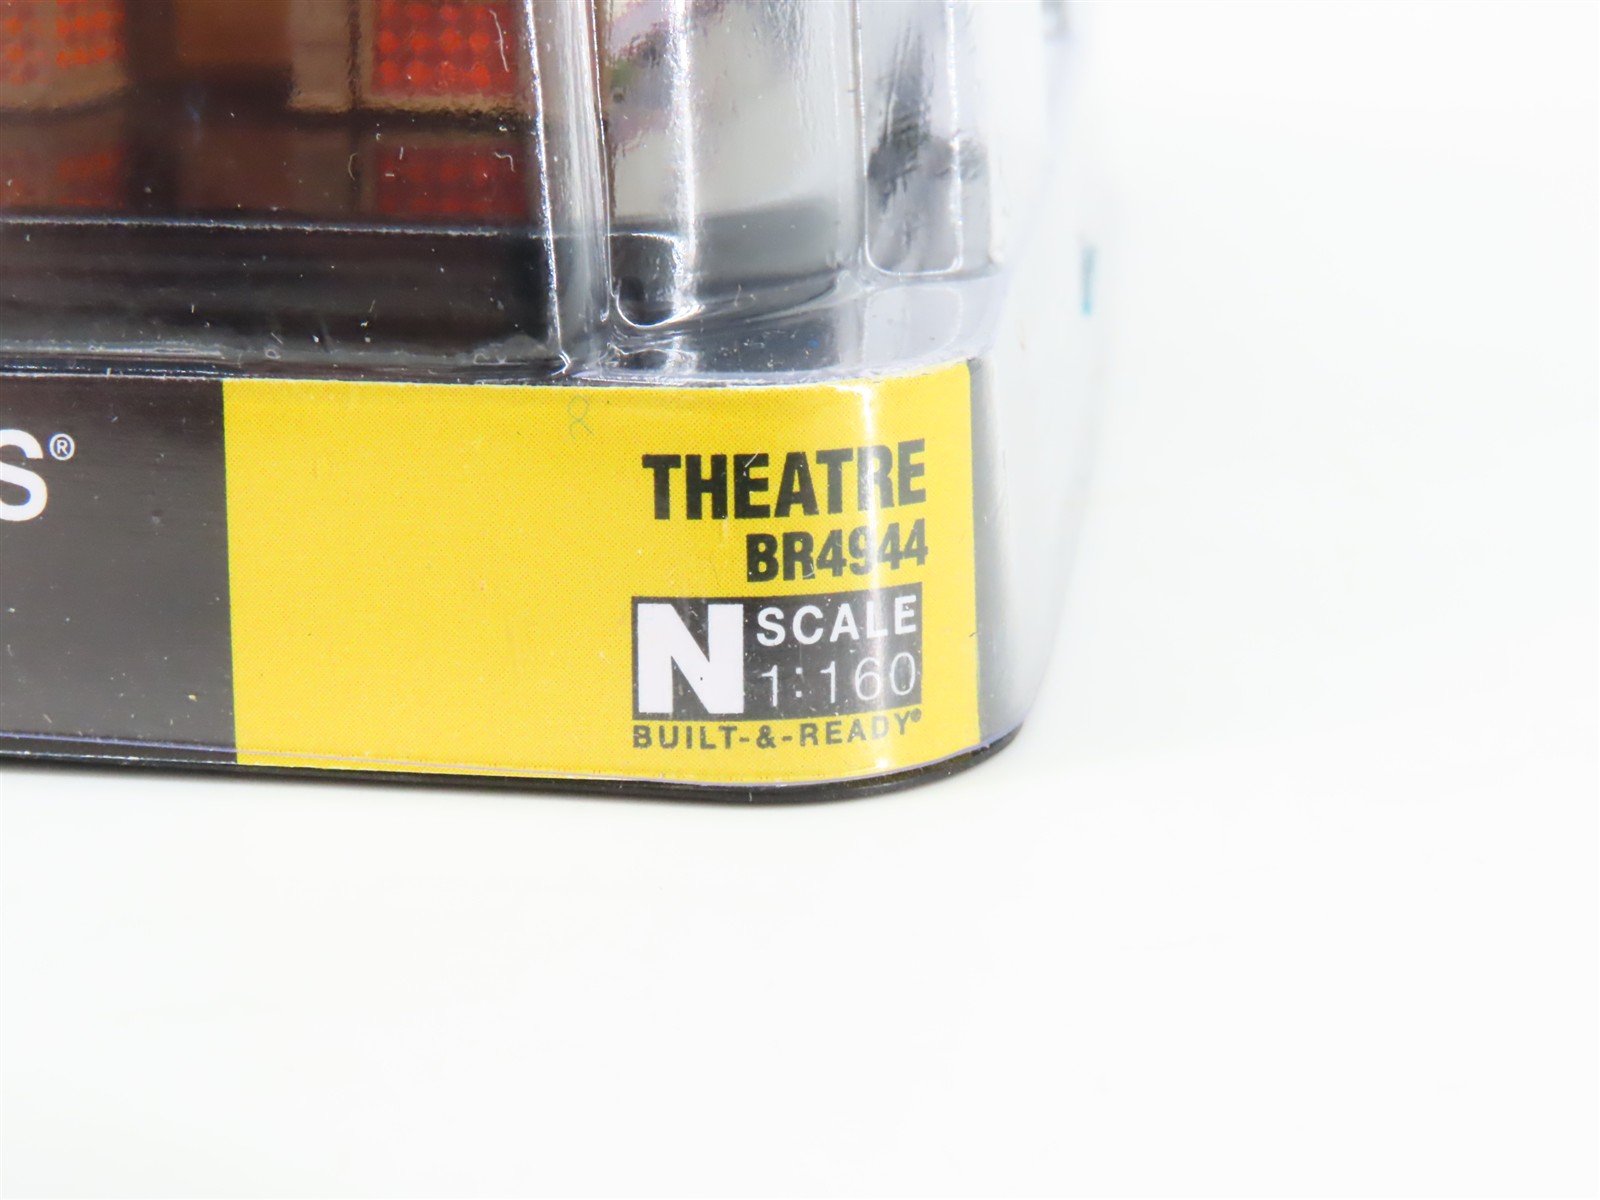 S®
THEATRE
BR4944
N SCALE
1:160
BUILT-&-READY®